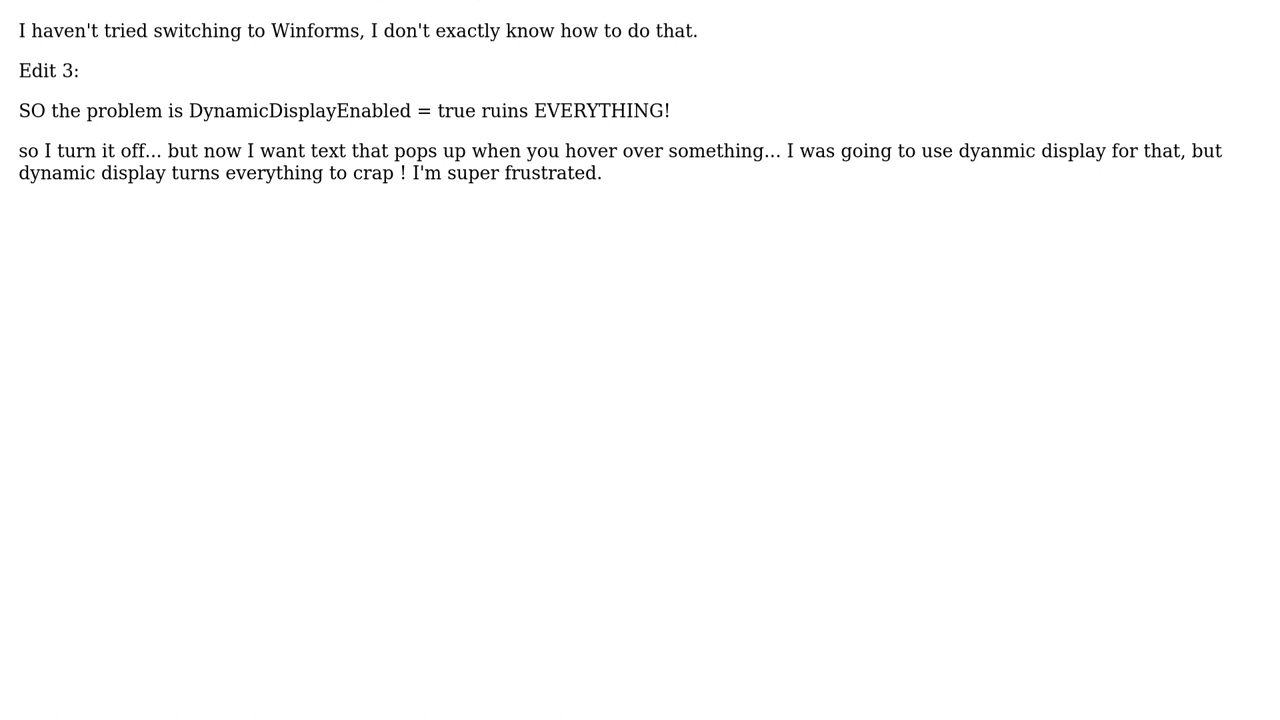 I haven't tried switching to Winforms, I don't exactly know how to do that.
Edit 3:
SO the problem is DynamicDisplayEnabled = true ruins EVERYTHING!
so I turn it off... but now I want text that pops up when you hover over something... I was going to use dyanmic display for that, but
dynamic display turns everything to crap ! I'm super frustrated.